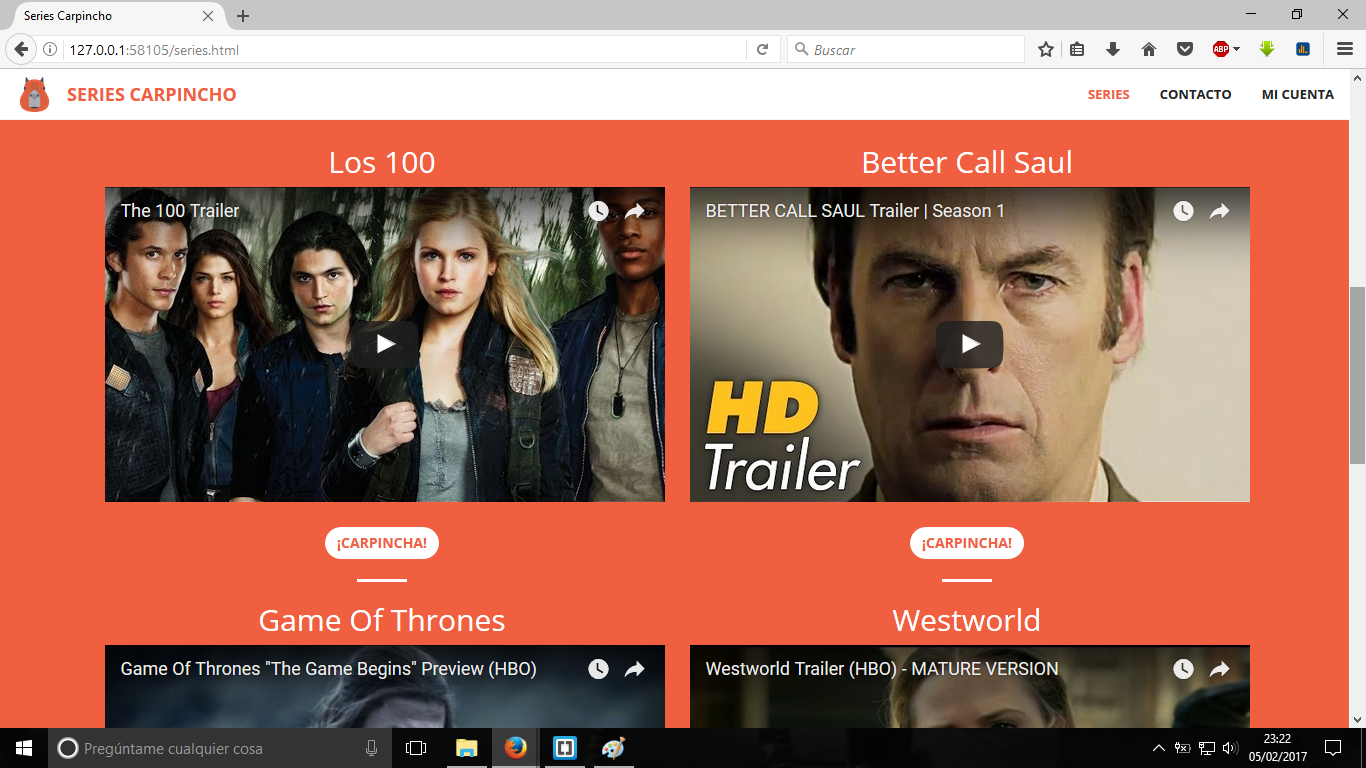 Series Carpincho
127.0.0.1:58105/series.html
Buscar
ABP
SERIES CARPINCHO
SERIES
CONTACTO
MI CUENTA
Los 100
Better Call Saul
The 100 Trailer
BETTER CALL SAUL Trailer | Season 1
HD
Trailer
¡CARPINCHA!
¡CARPINCHA!
Game Of Thrones
Westworld
Game Of Thrones "The Game Begins" Preview (HBO)
Westworld Trailer (HBO) - MATURE VERSION
Pregúntame cualquier cosa
23:22
05/02/2017